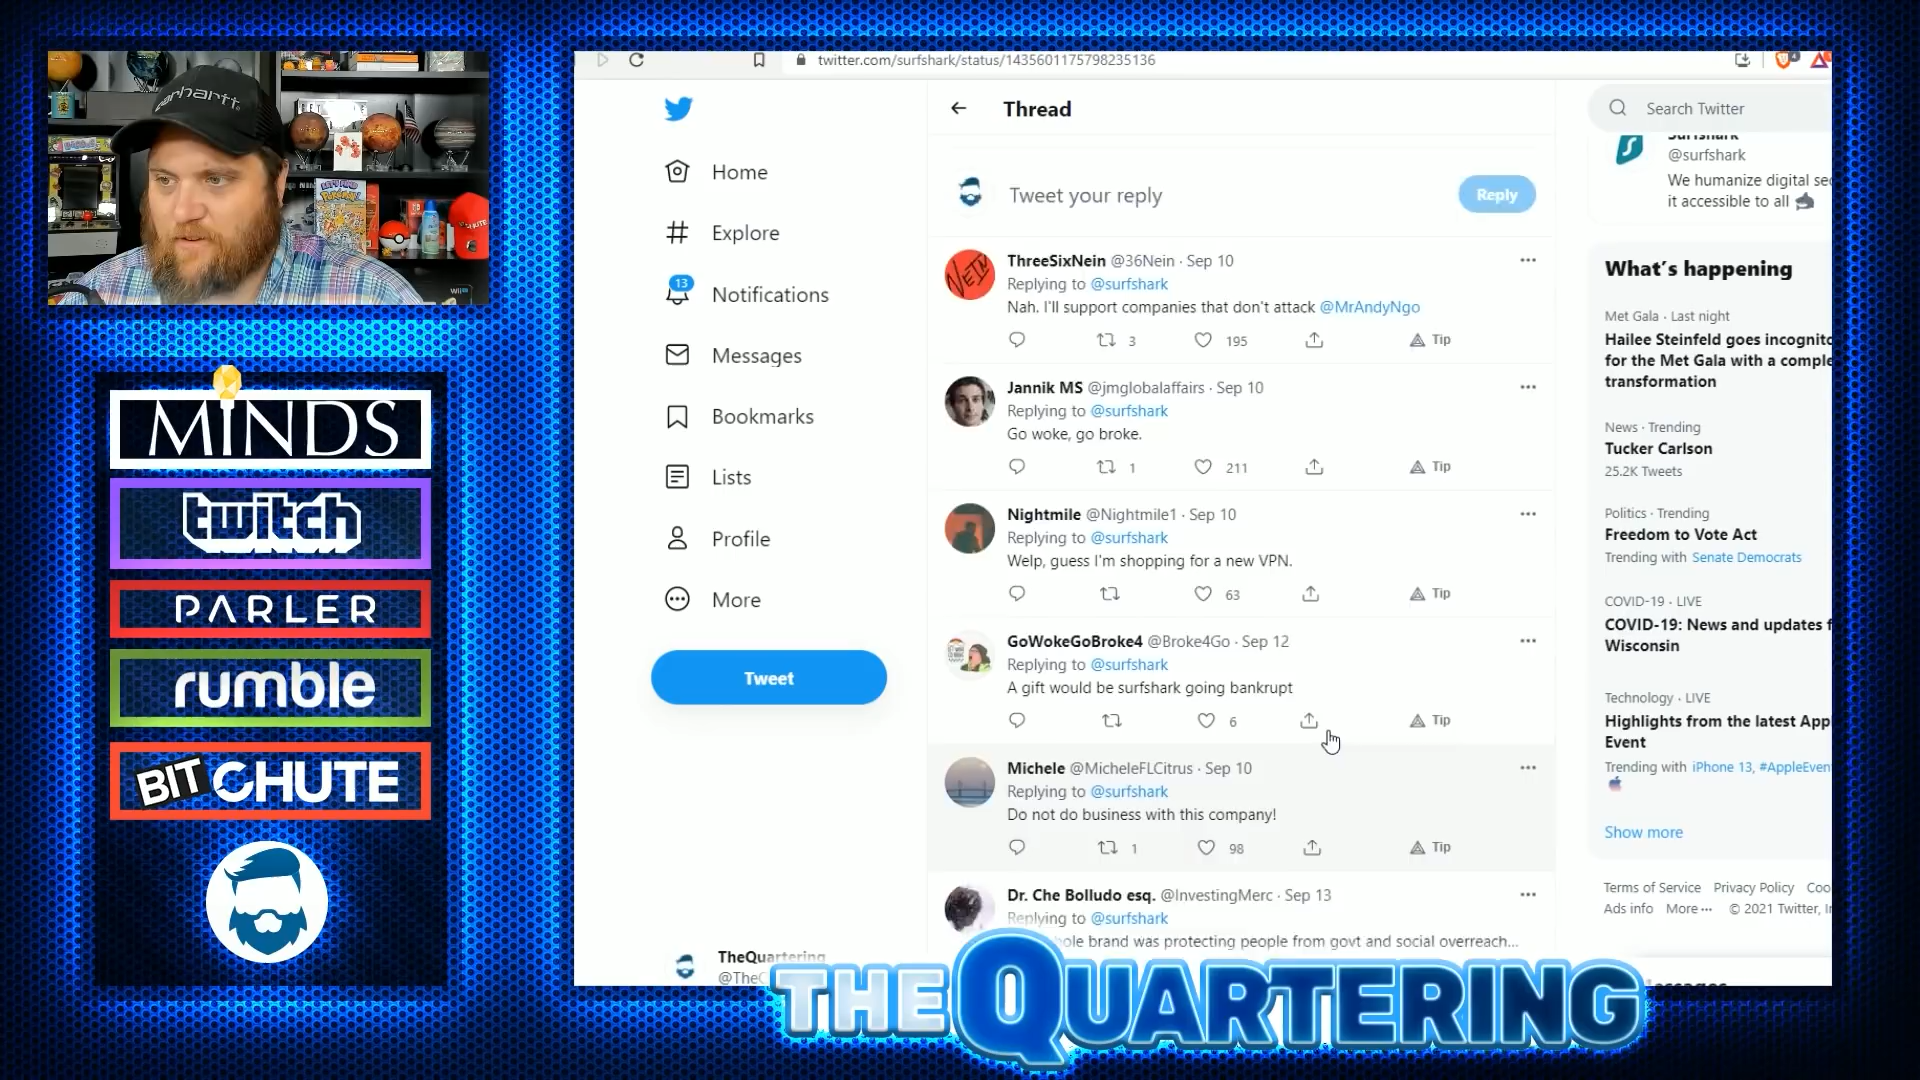 carhartt
MINDS
twitch
PARLER
rumble
BITCHUTE
twitter.com/surfshark/status/1435601175798235136
Home
Explore
13
Notifications
Messages
Bookmarks
Lists
Profile
More
Tweet
TheQuartering
Thread
Tweet your reply
Reply
ThreeSixNein @36Nein · Sep 10
Replying to @surfshark
Nah. I'll support companies that don't attack @MrAndyNgo
3 195 Tip
Jannik MS @jmglobalaffairs · Sep 10
Replying to @surfshark
Go woke, go broke.
1 211 Tip
Nightmile @Nightmile1 · Sep 10
Replying to @surfshark
Welp, guess I'm shopping for a new VPN.
63 Tip
GoWokeGoBroke4 @Broke4Go · Sep 12
Replying to @surfshark
A gift would be surfshark going bankrupt
6 Tip
Michele @MicheleFLCitrus · Sep 10
Replying to @surfshark
Do not do business with this company!
1 98 Tip
Dr. Che Bolludo esq. @InvestingMerc · Sep 13
Replying to @surfshark
brand was protecting people from govt and social overreach...
Search Twitter
Surfshark
@surfshark
We humanize digital sec
it accessible to all
What's happening
Met Gala · Last night
Hailee Steinfeld goes incognito
for the Met Gala with a comple
transformation
News · Trending
Tucker Carlson
25.2K Tweets
Politics · Trending
Freedom to Vote Act
Trending with Senate Democrats
COVID-19 · LIVE
COVID-19: News and updates f
Wisconsin
Technology · LIVE
Highlights from the latest App
Event
Trending with iPhone 13, #AppleEven
Show more
Terms of Service Privacy Policy Coo
Ads info More ··· © 2021 Twitter, In
THE QUARTERING